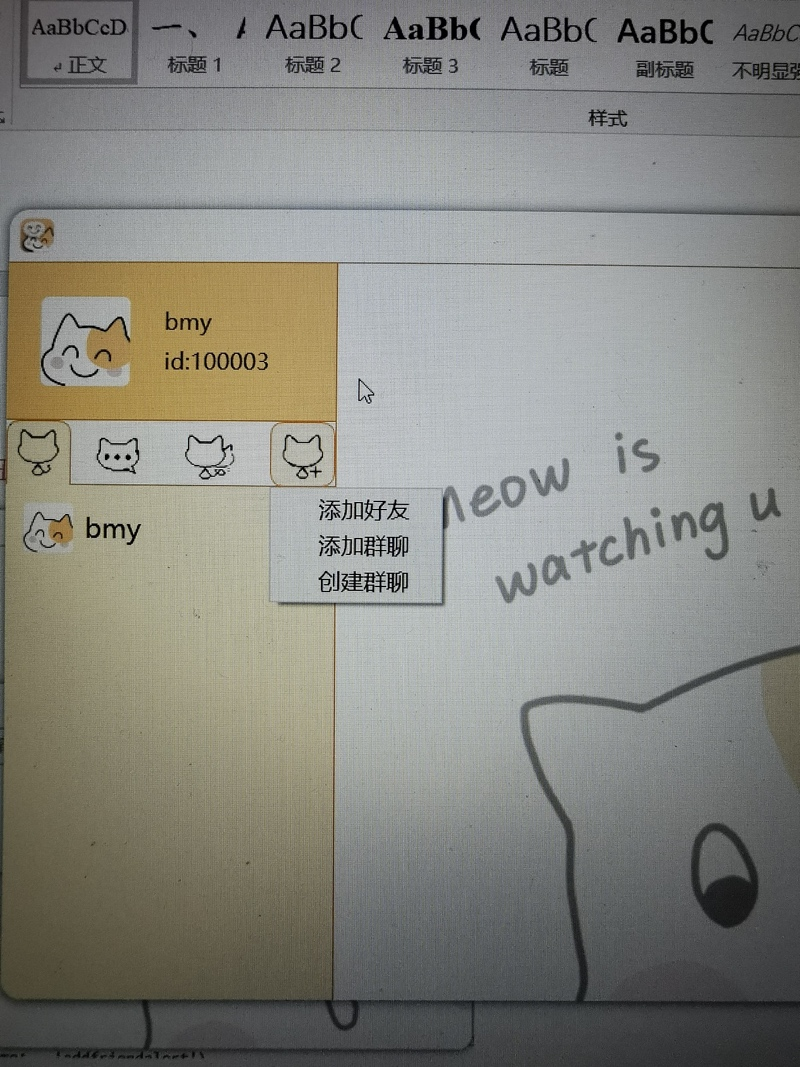 AaBbCcD 一、 AaBbC AaBbC AaBbC AaBbC AaBbC
↲ 正文 标题 1 标题 2 标题 3 标题 副标题 不明显强
样式
bmy
id:100003
添加好友
添加群聊
创建群聊
bmy
Meow is
watching u